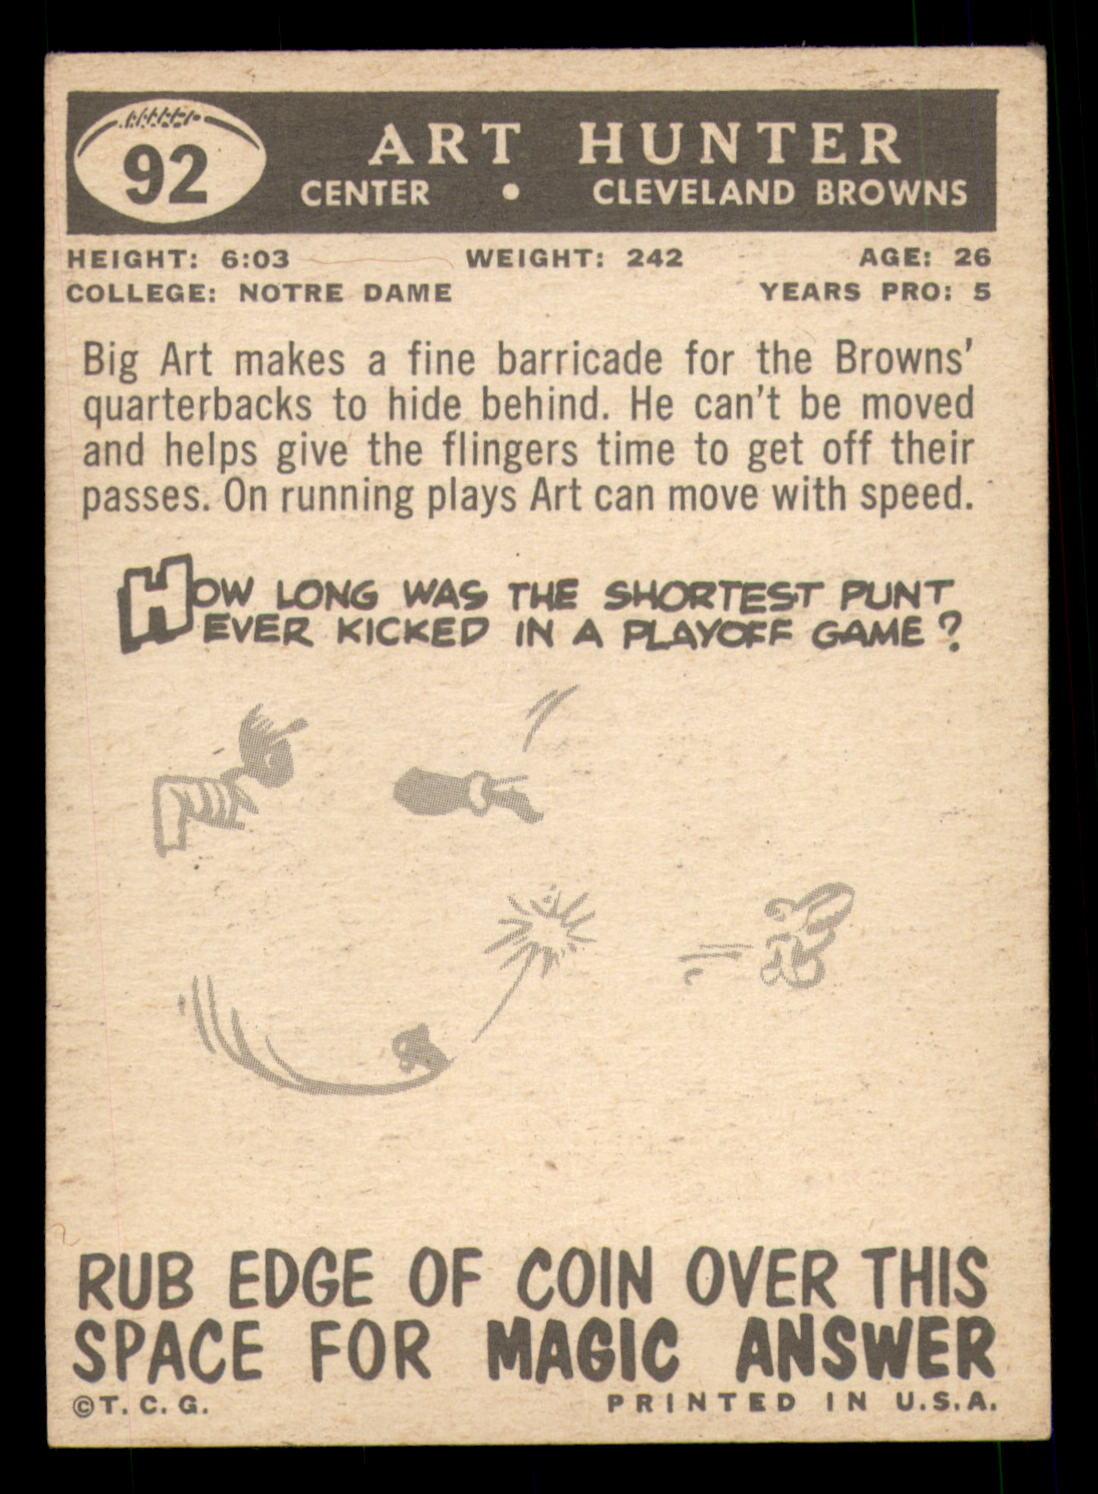 92
ART HUNTER
CENTER • CLEVELAND BROWNS
HEIGHT: 6:03 WEIGHT: 242 AGE: 26
COLLEGE: NOTRE DAME YEARS PRO: 5
Big Art makes a fine barricade for the Browns'
quarterbacks to hide behind. He can't be moved
and helps give the flingers time to get off their
passes. On running plays Art can move with speed.
HOW LONG WAS THE SHORTEST PUNT
EVER KICKED IN A PLAYOFF GAME?
RUB EDGE OF COIN OVER THIS
SPACE FOR MAGIC ANSWER
©T. C. G. PRINTED IN U.S.A.